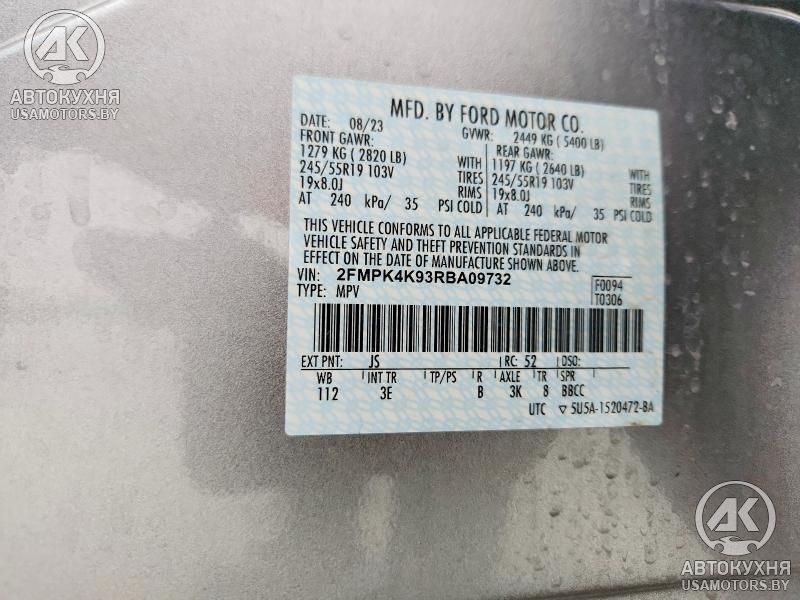 AK
АВТОКУХНЯ
USAMOTORS.BY
MFD. BY FORD MOTOR CO.
DATE: 08/23 GVWR: 2449 KG ( 5400 LB)
FRONT GAWR: REAR GAWR:
1279 KG ( 2820 LB) WITH 1197 KG ( 2640 LB) WITH
245/55R19 103V TIRES 245/55R19 103V TIRES
19x8.0J RIMS 19x8.0J RIMS
AT 240 kPa/ 35 PSI COLD AT 240 kPa/ 35 PSI COLD
THIS VEHICLE CONFORMS TO ALL APPLICABLE FEDERAL MOTOR
VEHICLE SAFETY AND THEFT PREVENTION STANDARDS IN
EFFECT ON THE DATE OF MANUFACTURE SHOWN ABOVE.
VIN: 2FMPK4K93RBA09732
TYPE: MPV
F0094
T0306
EXT PNT: JS RC: 52 DSO:
WB INT TR TP/PS R AXLE TR SPR
112 3E B 3K 8 BBCC
UTC ▽ 5U5A-1520472-BA
AK
АВТОКУХНЯ
USAMOTORS.BY